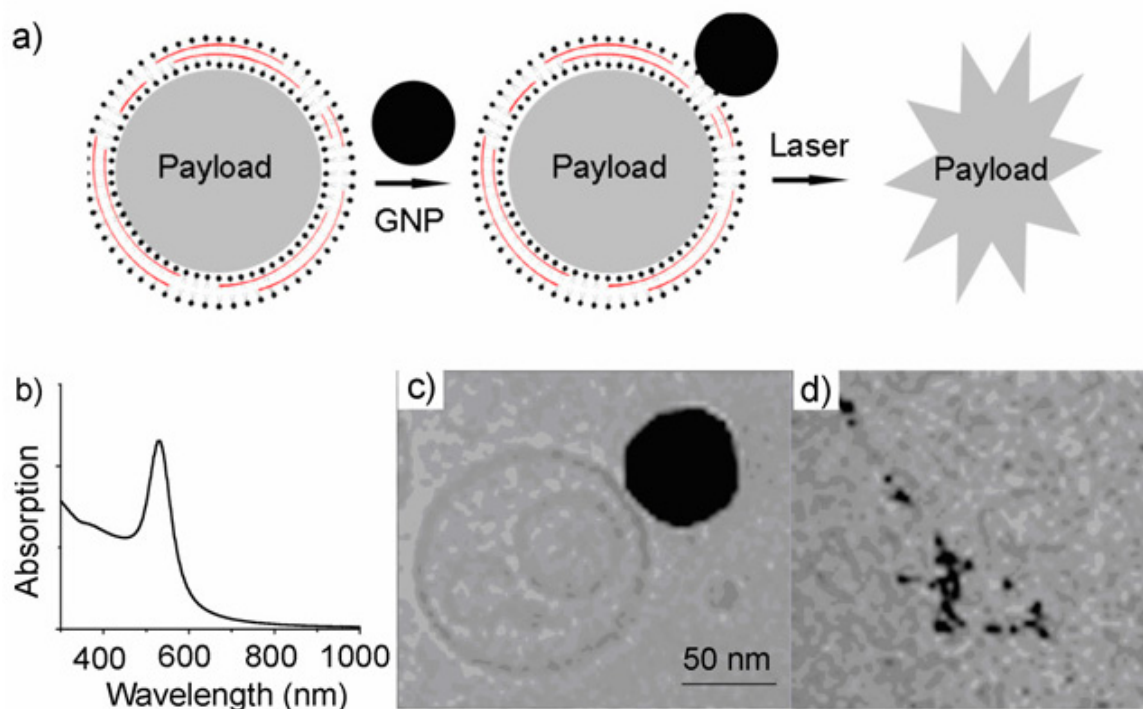 a)
Payload
GNP
Payload
Laser
Payload
b)
Absorption
400 600 800 1000
Wavelength (nm)
c)
50 nm
d)